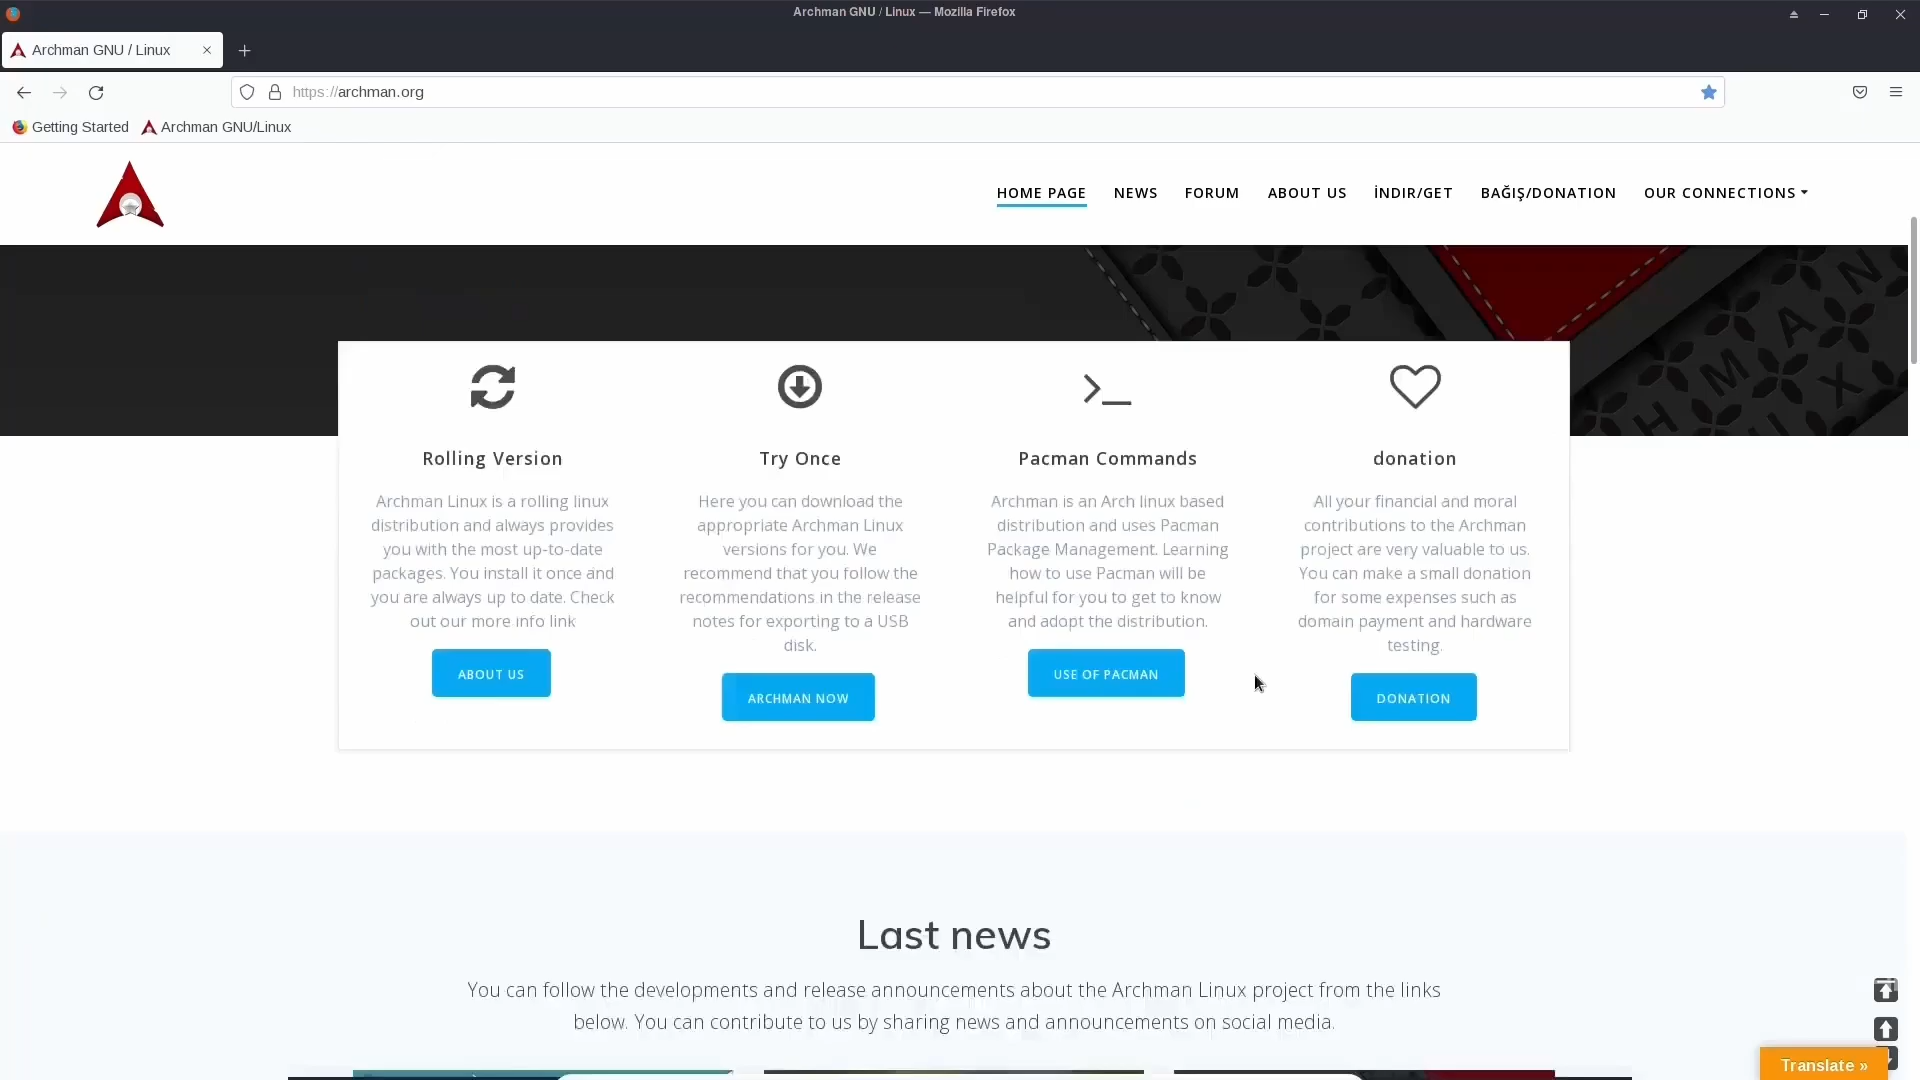 Archman GNU / Linux — Mozilla Firefox
Archman GNU / Linux
https://archman.org
Getting Started
Archman GNU/Linux
HOME PAGE
NEWS
FORUM
ABOUT US
İNDIR/GET
BAĞIŞ/DONATION
OUR CONNECTIONS
Rolling Version
Archman Linux is a rolling linux
distribution and always provides
you with the most up-to-date
packages. You install it once and
you are always up to date. Check
out our more info link
ABOUT US
Try Once
Here you can download the
appropriate Archman Linux
versions for you. We
recommend that you follow the
recommendations in the release
notes for exporting to a USB
disk.
ARCHMAN NOW
Pacman Commands
Archman is an Arch linux based
distribution and uses Pacman
Package Management. Learning
how to use Pacman will be
helpful for you to get to know
and adopt the distribution.
USE OF PACMAN
donation
All your financial and moral
contributions to the Archman
project are very valuable to us.
You can make a small donation
for some expenses such as
domain payment and hardware
testing.
DONATION
Last news
You can follow the developments and release announcements about the Archman Linux project from the links
below. You can contribute to us by sharing news and announcements on social media.
Translate »